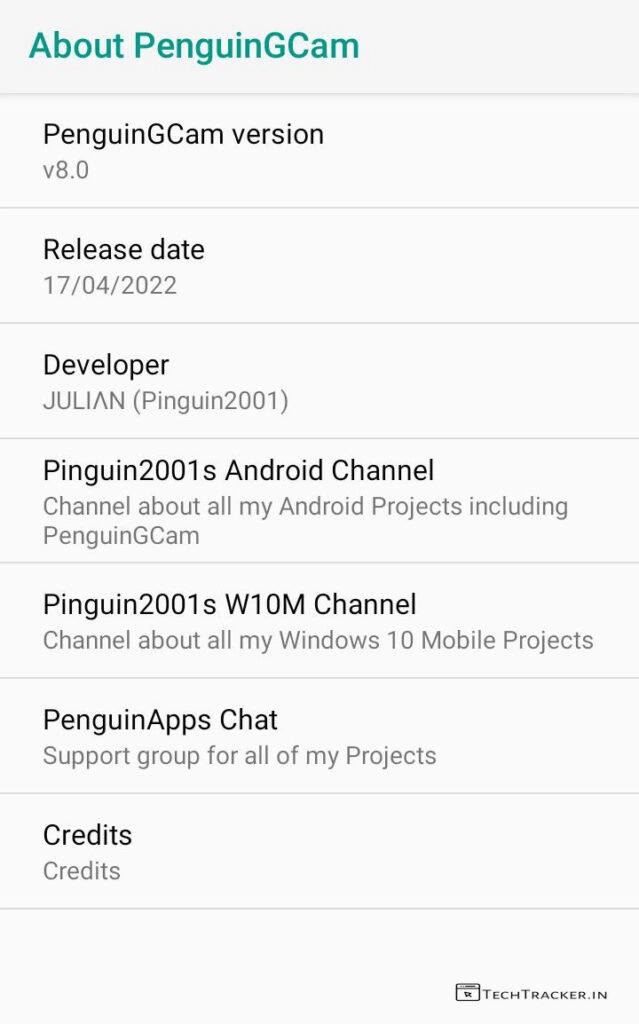 About PenguinGCam
PenguinGCam version
v8.0
Release date
17/04/2022
Developer
JULIΛN (Pinguin2001)
Pinguin2001s Android Channel
Channel about all my Android Projects including
PenguinGCam
Pinguin2001s W10M Channel
Channel about all my Windows 10 Mobile Projects
PenguinApps Chat
Support group for all of my Projects
Credits
Credits
TECHTRACKER.IN